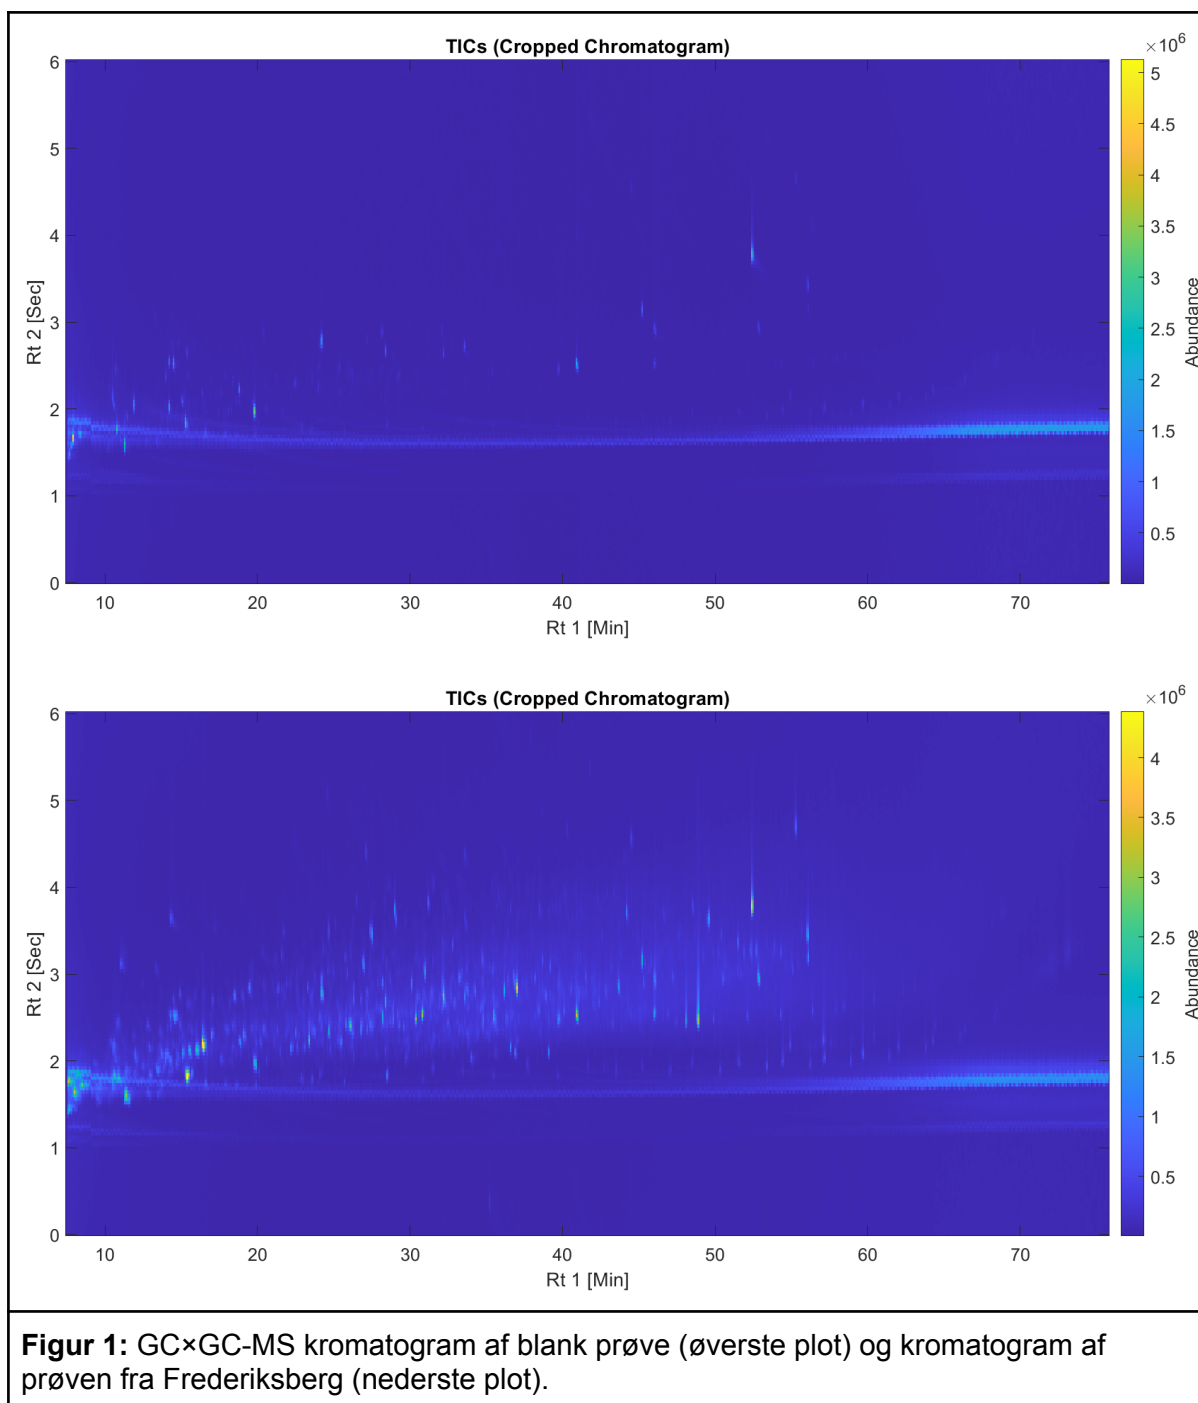 TICs (Cropped Chromatogram)
×10^6
6
5
4
3
2
1
0
Rt 2 [Sec]
10 20 30 40 50 60 70
Rt 1 [Min]
5
4.5
4
3.5
3
2.5
2
1.5
1
0.5
Abundance
TICs (Cropped Chromatogram)
×10^6
6
5
4
3
2
1
0
Rt 2 [Sec]
10 20 30 40 50 60 70
Rt 1 [Min]
4
3.5
3
2.5
2
1.5
1
0.5
Abundance
Figur 1: GC×GC-MS kromatogram af blank prøve (øverste plot) og kromatogram af
prøven fra Frederiksberg (nederste plot).